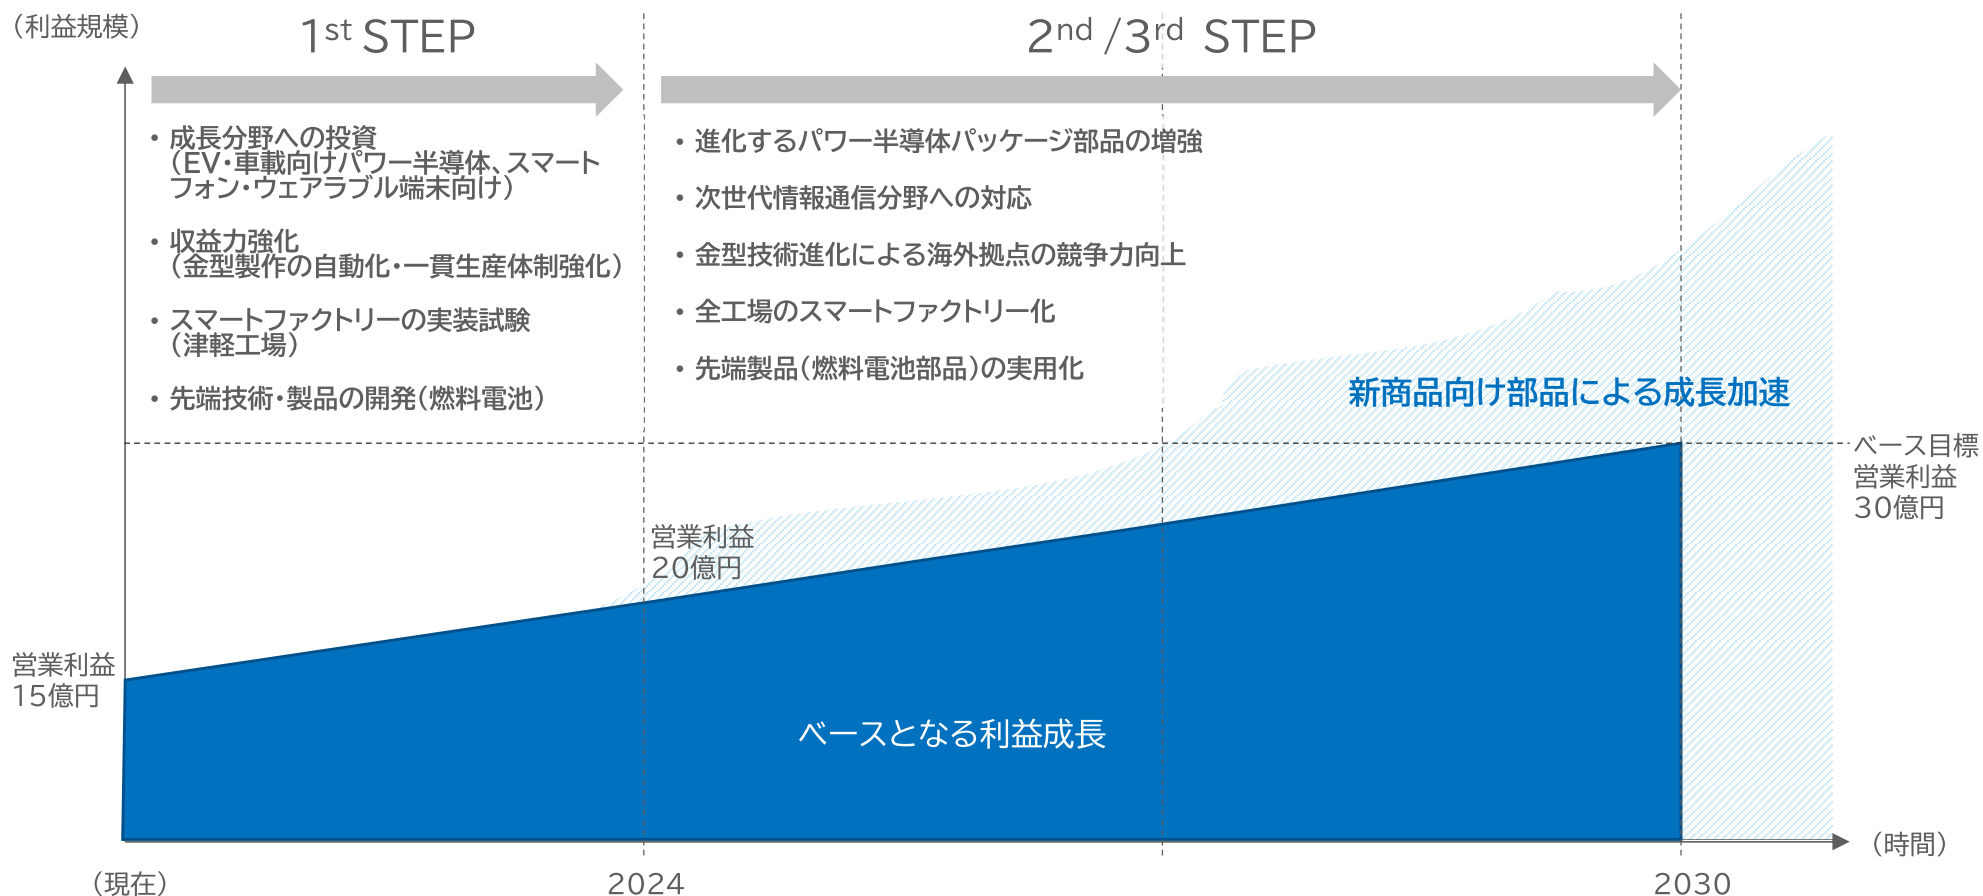 （利益規模）
1st STEP
2nd /3rd STEP
・成長分野への投資
（EV・車載向けパワー半導体、スマート
フォン・ウェアラブル端末向け）
・収益力強化
（金型製作の自動化・一貫生産体制強化）
・スマートファクトリーの実装試験
（津軽工場）
・先端技術・製品の開発（燃料電池）
・進化するパワー半導体パッケージ部品の増強
・次世代情報通信分野への対応
・金型技術進化による海外拠点の競争力向上
・全工場のスマートファクトリー化
・先端製品（燃料電池部品）の実用化
新商品向け部品による成長加速
ベース目標
営業利益
30億円
営業利益
20億円
営業利益
15億円
ベースとなる利益成長
（時間）
（現在）
2024
2030